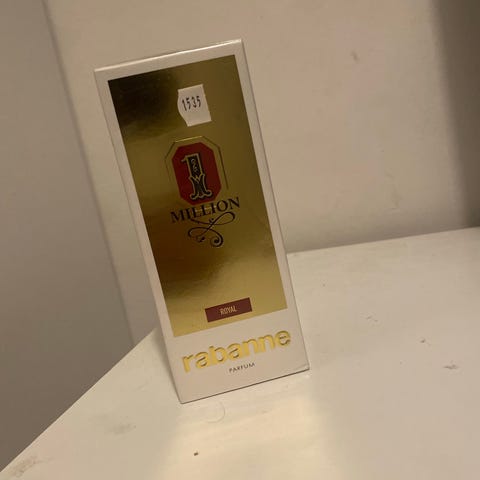 1535
1
MILLION
ROYAL
rabanne
PARFUM